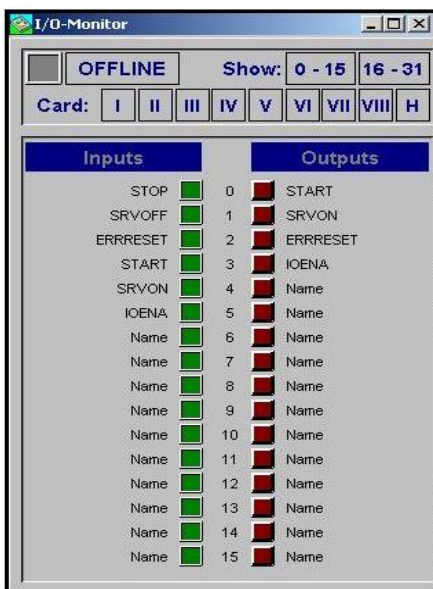 I/O-Monitor
OFFLINE Show: 0 - 15 16 - 31
Card: I II III IV V VI VII VIII H
Inputs Outputs
STOP 0 START
SRVOFF 1 SRVON
ERRRESET 2 ERRRESET
START 3 IOENA
SRVON 4 Name
IOENA 5 Name
Name 6 Name
Name 7 Name
Name 8 Name
Name 9 Name
Name 10 Name
Name 11 Name
Name 12 Name
Name 13 Name
Name 14 Name
Name 15 Name